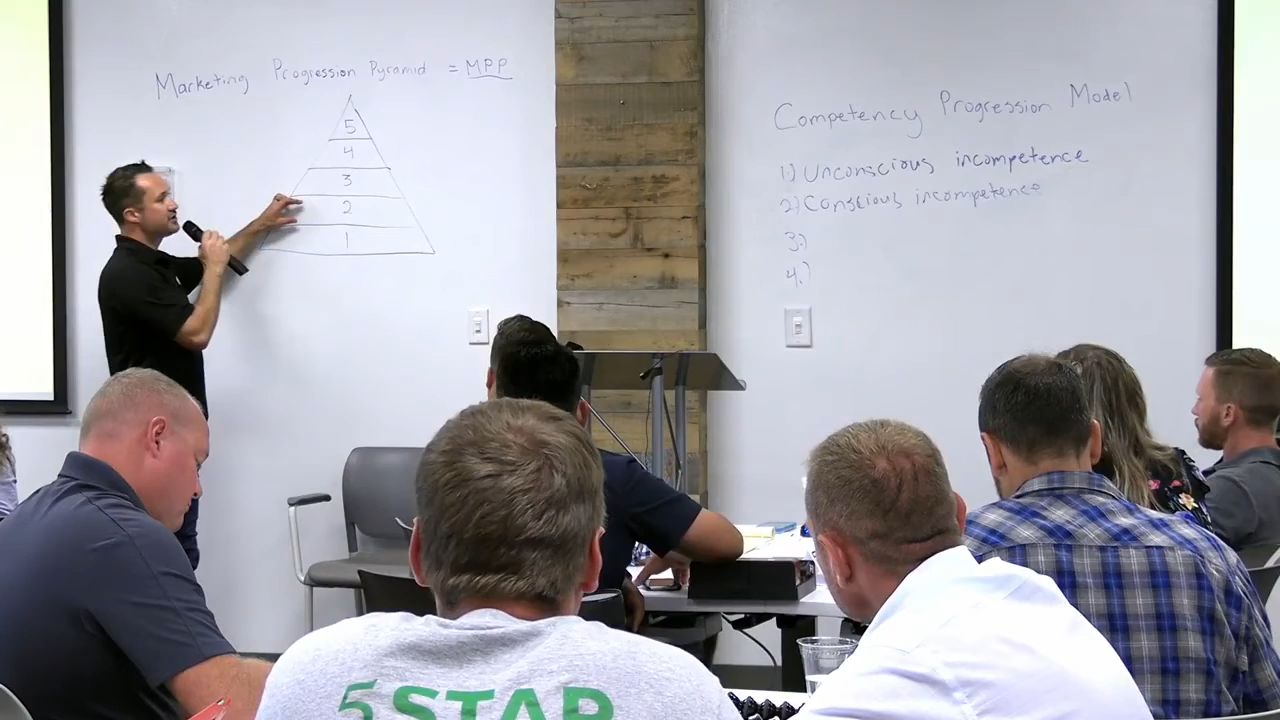 Marketing Progression Pyramid = MPP
5
4
3
2
1
Competency Progression Model
1.) Unconscious incompetence
2.) Conscious incompetence
3.)
4.)
5 STAR